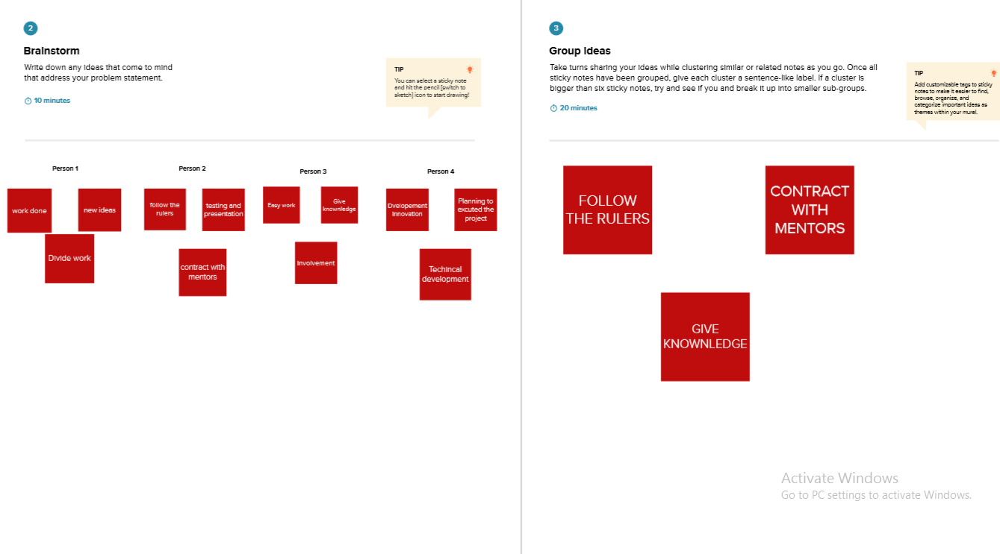 2
Brainstorm
Write down any ideas that come to mind
that address your problem statement.
10 minutes
TIP
You can select a sticky note
and hit the pencil [switch to
sketch] icon to start drawing!
Person 1
work done
new ideas
Divide work
Person 2
follow the
rulers
testing and
presentation
contract with
mentors
Person 3
Easy work
Give
knownledge
Involvement
Person 4
Dvelopement
Innovation
Planning to
excuted the
project
Techincal
development
3
Group ideas
Take turns sharing your ideas while clustering similar or related notes as you go. Once all
sticky notes have been grouped, give each cluster a sentence-like label. If a cluster is
bigger than six sticky notes, try and see if you and break it up into smaller sub-groups.
20 minutes
TIP
Add customizable tags to sticky
notes to make it easier to find,
browse, organize, and
categorize important ideas as
themes within your mural.
FOLLOW
THE RULERS
CONTRACT
WITH
MENTORS
GIVE
KNOWNLEDGE
Activate Windows
Go to PC settings to activate Windows.